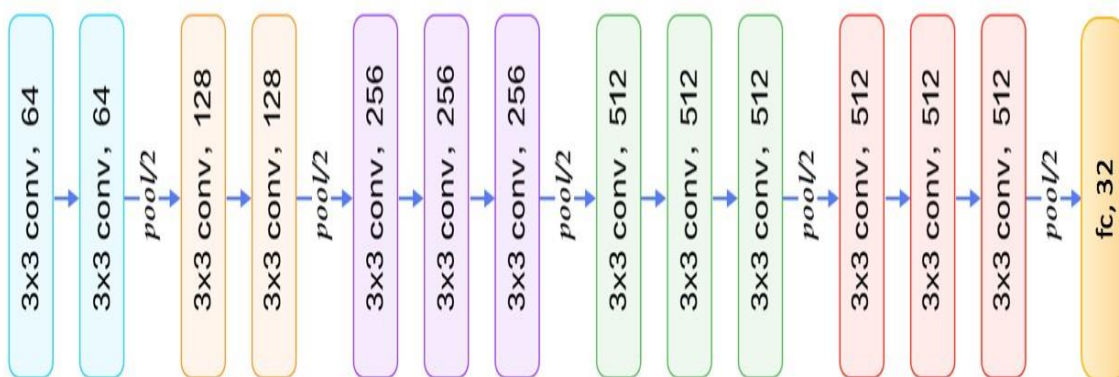 3x3 conv, 64
3x3 conv, 64
pool/2
3x3 conv, 128
3x3 conv, 128
pool/2
3x3 conv, 256
3x3 conv, 256
3x3 conv, 256
pool/2
3x3 conv, 512
3x3 conv, 512
3x3 conv, 512
pool/2
3x3 conv, 512
3x3 conv, 512
3x3 conv, 512
pool/2
fc, 32